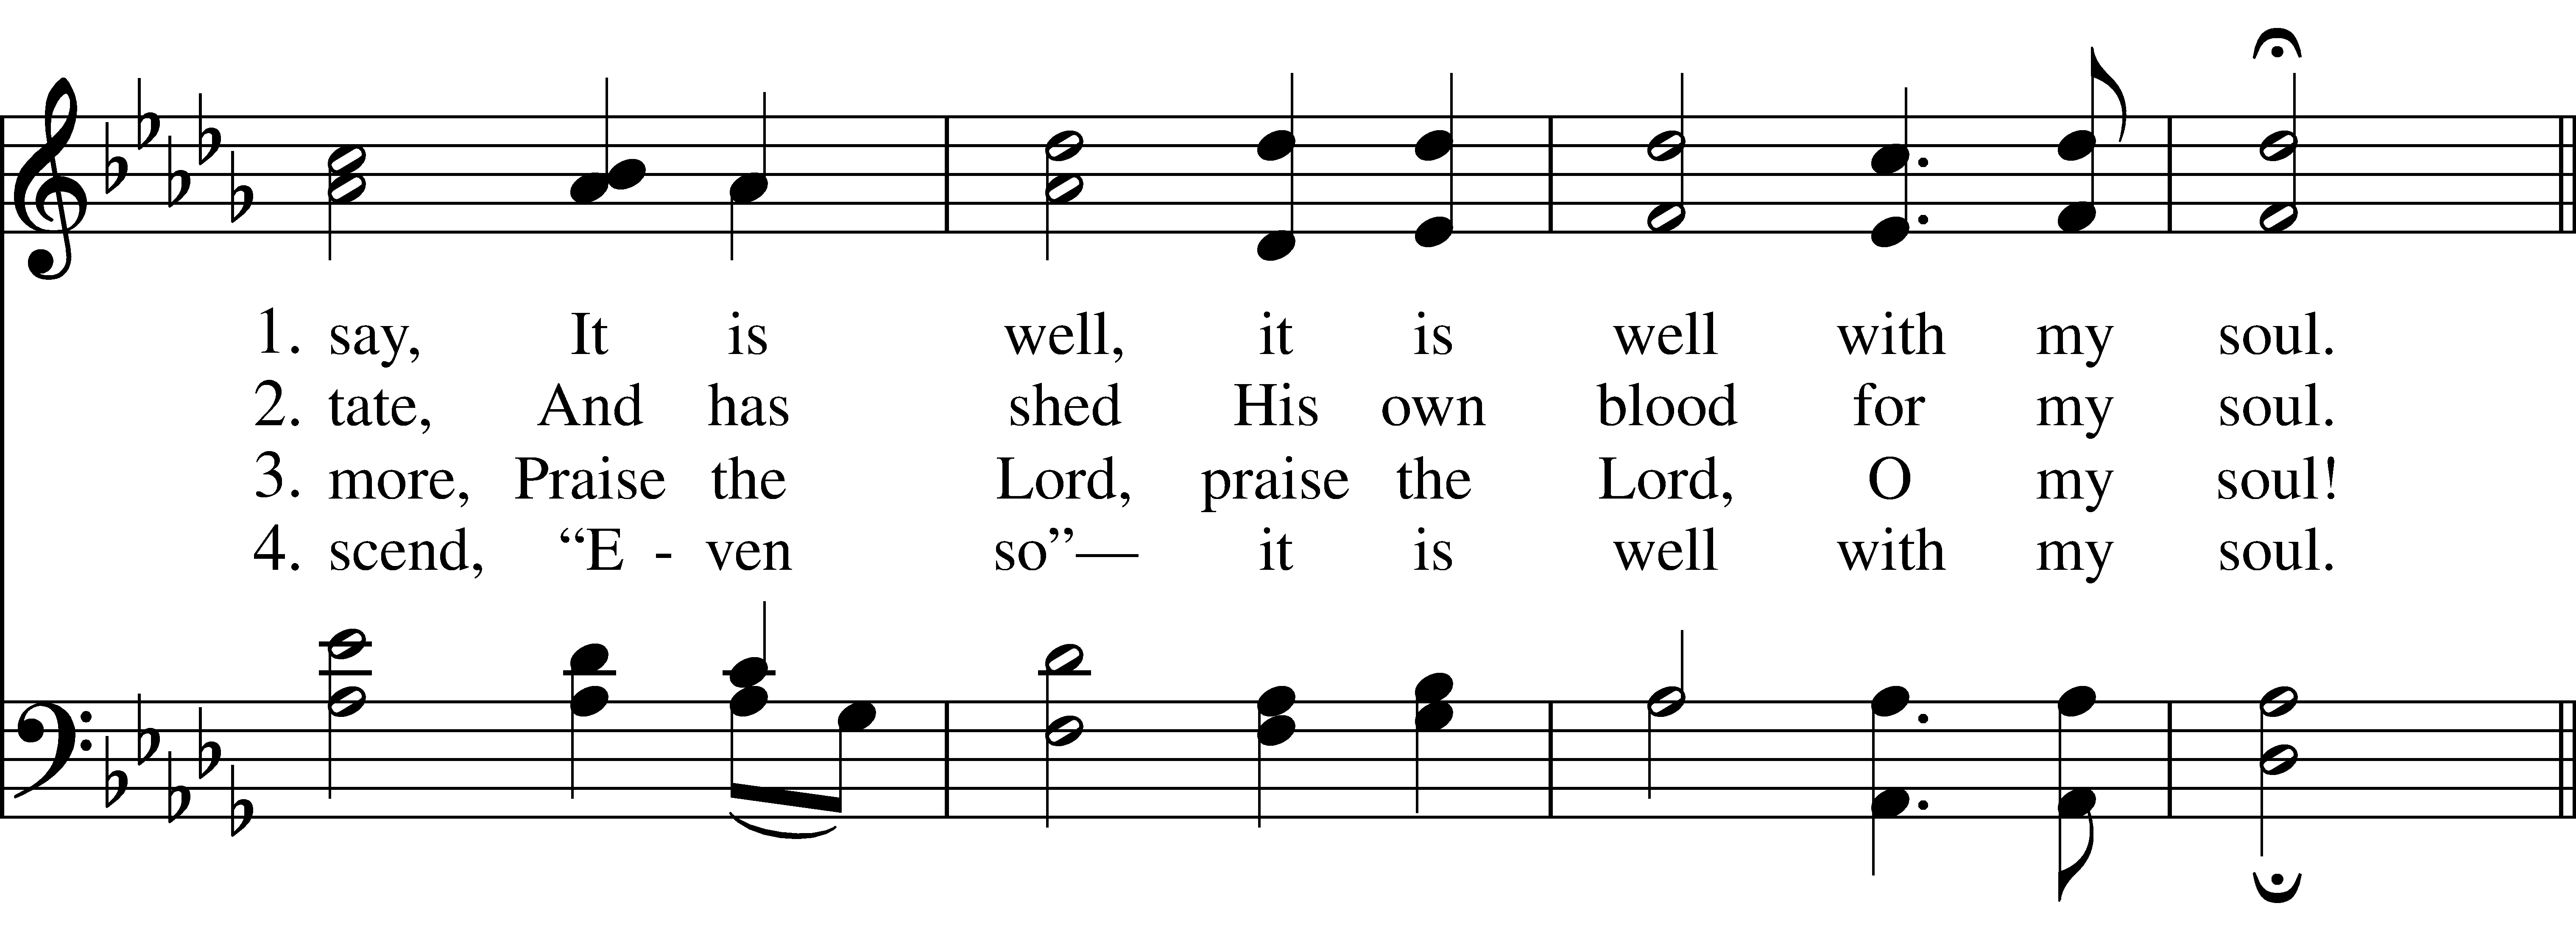 1. say, It is well, it is well with my soul.
2. tate, And has shed His own blood for my soul.
3. more, Praise the Lord, praise the Lord, O my soul!
4. scend, “E - ven so”— it is well with my soul.